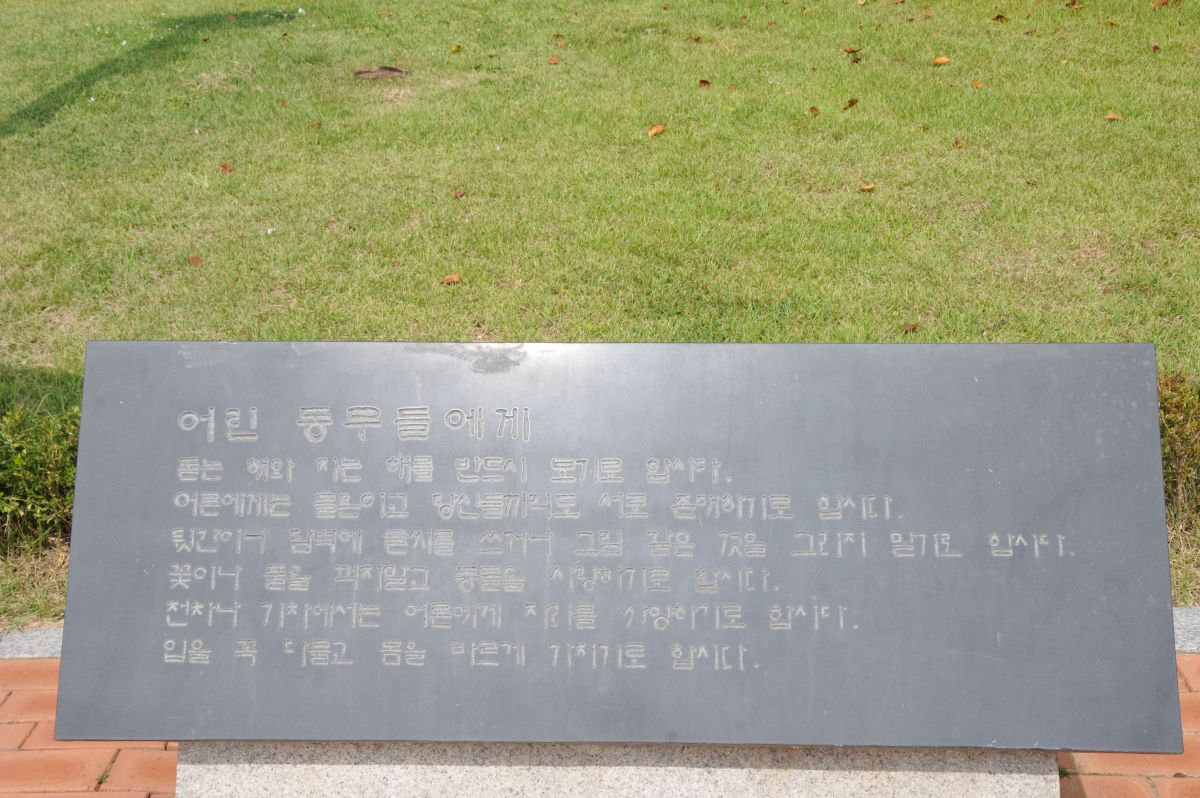 어린 동무들에게
돋는 해와 지는 해를 반드시 보기로 합시다.
어른에게는 물론이고 당신들끼리도 서로 존대하기로 합시다.
뒷간이나 담벽에 글씨를 쓰거나 그림 같은 것을 그리지 말기로 합시다.
꽃이나 풀을 꺽지말고 동물을 사랑하기로 합시다.
전차나 기차에서는 어른에게 자리를 사양하기로 합시다.
입을 꼭 다물고 몸을 바르게 가지기로 합시다.